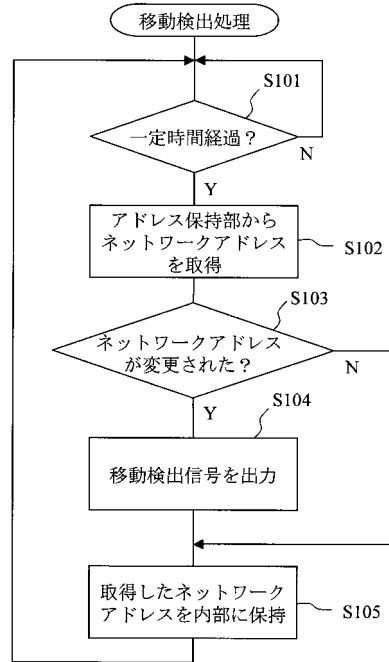 移動検出処理
S101
一定時間経過？
N
Y
アドレス保持部から
ネットワークアドレス
を取得
S102
S103
ネットワークアドレス
が変更された？
N
Y
S104
移動検出信号を出力
取得したネットワーク
アドレスを内部に保持
S105